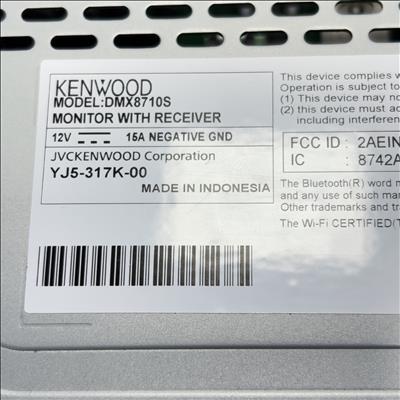 KENWOOD
MODEL:DMX8710S
MONITOR WITH RECEIVER
12V 15A NEGATIVE GND
JVCKENWOOD Corporation
YJ5-317K-00
MADE IN INDONESIA
This device complies w
Operation is subject to
(1) This device may no
(2) this device must ac
including interferen
FCC ID : 2AEIN
IC : 8742A
The Bluetooth(R) word m
and any use of such ma
Other trademarks and tra
The Wi-Fi CERTIFIED(T